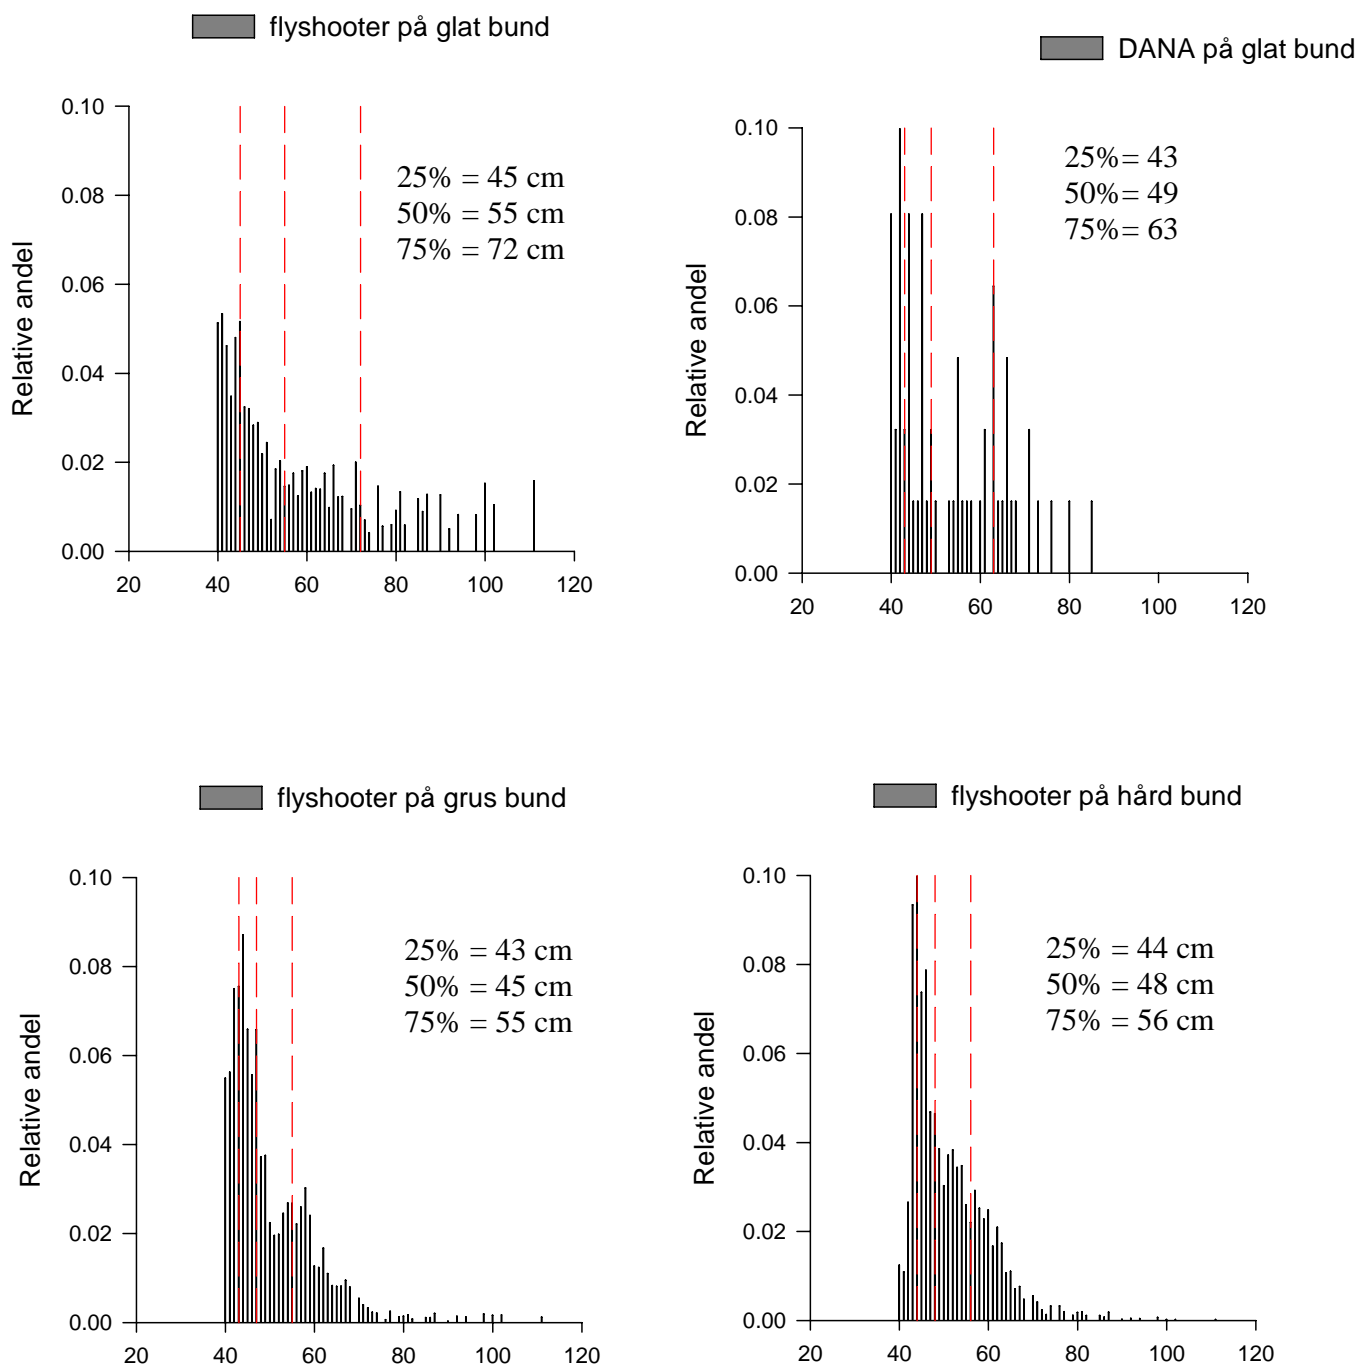 flyshooter på glat bund
0.10
0.08
0.06
0.04
0.02
0.00
Relative andel
25% = 45 cm
50% = 55 cm
75% = 72 cm
20 40 60 80 100 120
DANA på glat bund
0.10
0.08
0.06
0.04
0.02
0.00
Relative andel
25%= 43
50%= 49
75%= 63
20 40 60 80 100 120
flyshooter på grus bund
0.10
0.08
0.06
0.04
0.02
0.00
Relative andel
25% = 43 cm
50% = 45 cm
75% = 55 cm
20 40 60 80 100 120
flyshooter på hård bund
0.10
0.08
0.06
0.04
0.02
0.00
Relative andel
25% = 44 cm
50% = 48 cm
75% = 56 cm
20 40 60 80 100 120